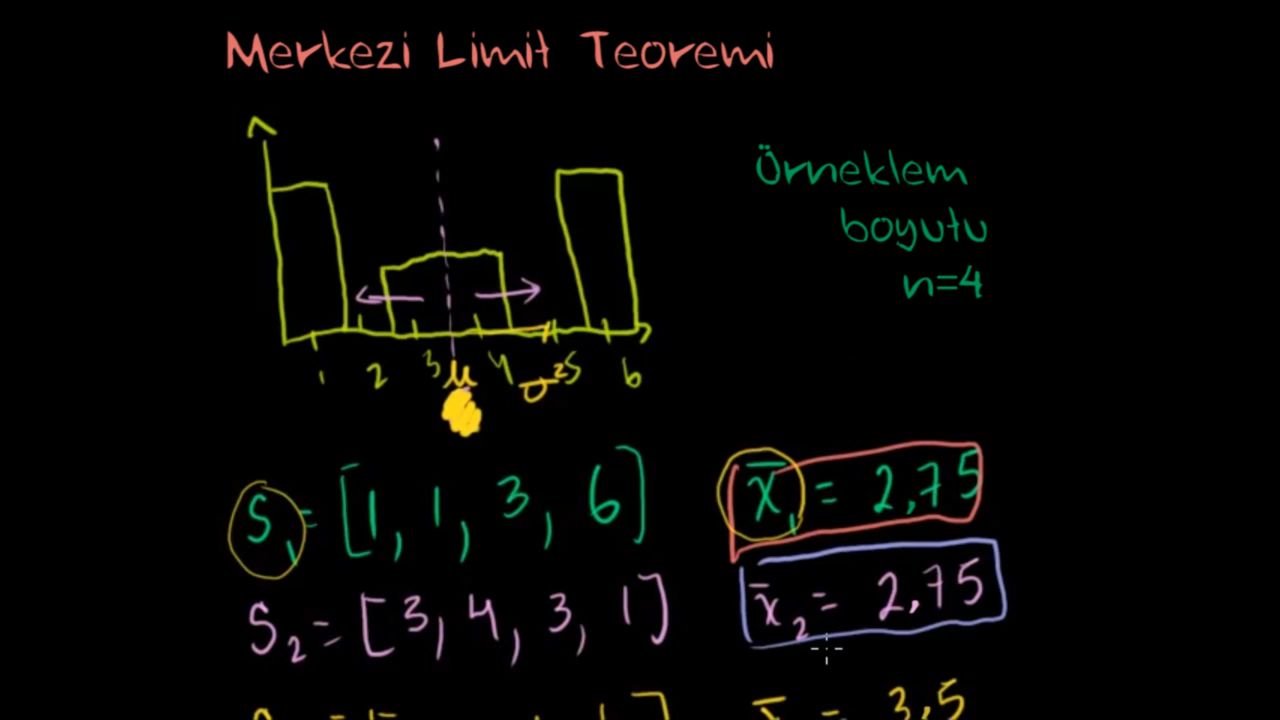 Merkezi Limit Teoremi
Örneklem
boyutu
n=4
1 2 3 μ 4 σ² 5 6
S₁ = [1, 1, 3, 6] x̄₁ = 2,75
S₂ = [3, 4, 3, 1] x̄₂ = 2,75
= 3,5